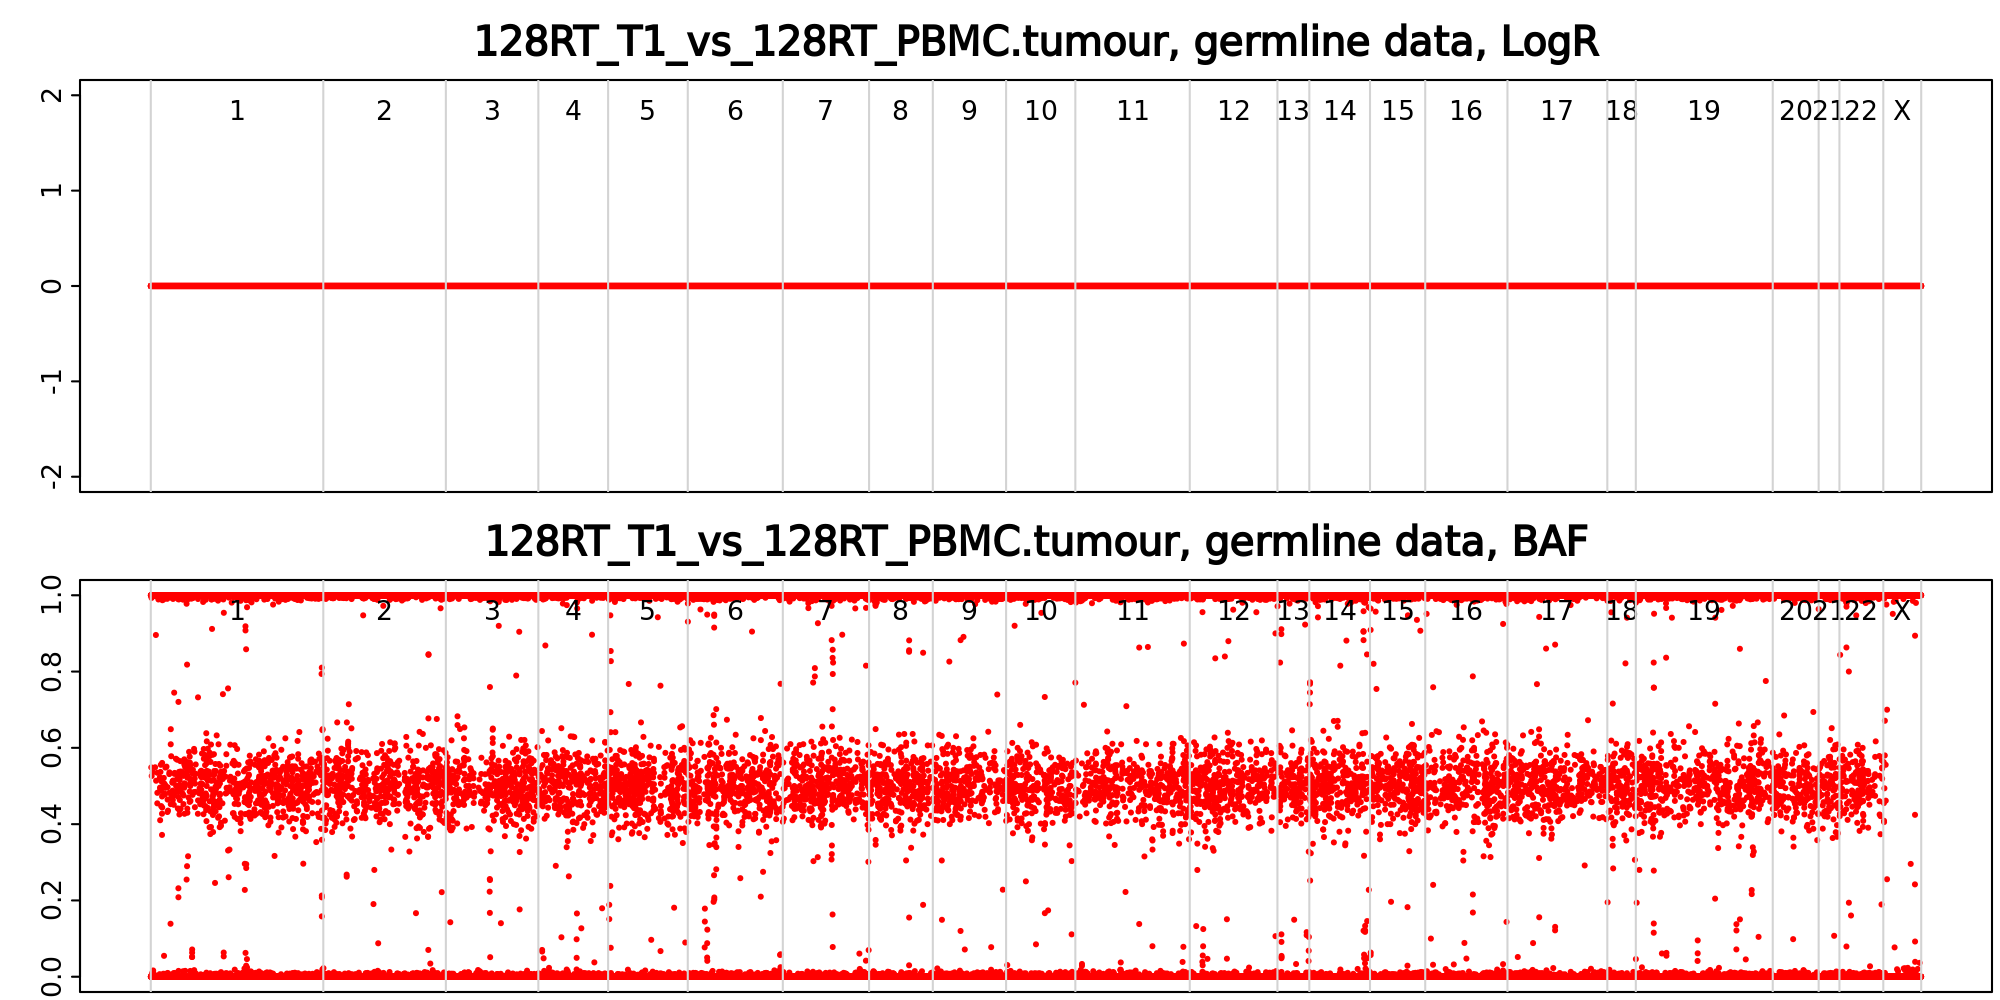 128RT_T1_vs_128RT_PBMC.tumour, germline data, LogR
2
1 2 3 4 5 6 7 8 9 10 11 12 13 14 15 16 17 18 19 20 21 22 X
1
0
-1
-2
128RT_T1_vs_128RT_PBMC.tumour, germline data, BAF
1.0
1 2 3 4 5 6 7 8 9 10 11 12 13 14 15 16 17 18 19 20 21 22 X
0.8
0.6
0.4
0.2
0.0